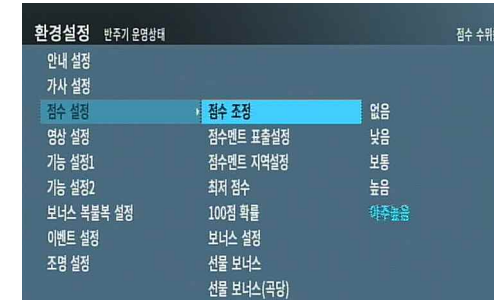 환경설정 반주기 운영상태 점수 수위
안내 설정
가사 설정
점수 설정 점수 조정 없음
영상 설정 점수멘트 표출설정 낮음
기능 설정1 점수멘트 지역설정 보통
기능 설정2 최저 점수 높음
보너스 복불복 설정 100점 확률 아주높음
이벤트 설정 보너스 설정
조명 설정 선물 보너스
선물 보너스(곡당)